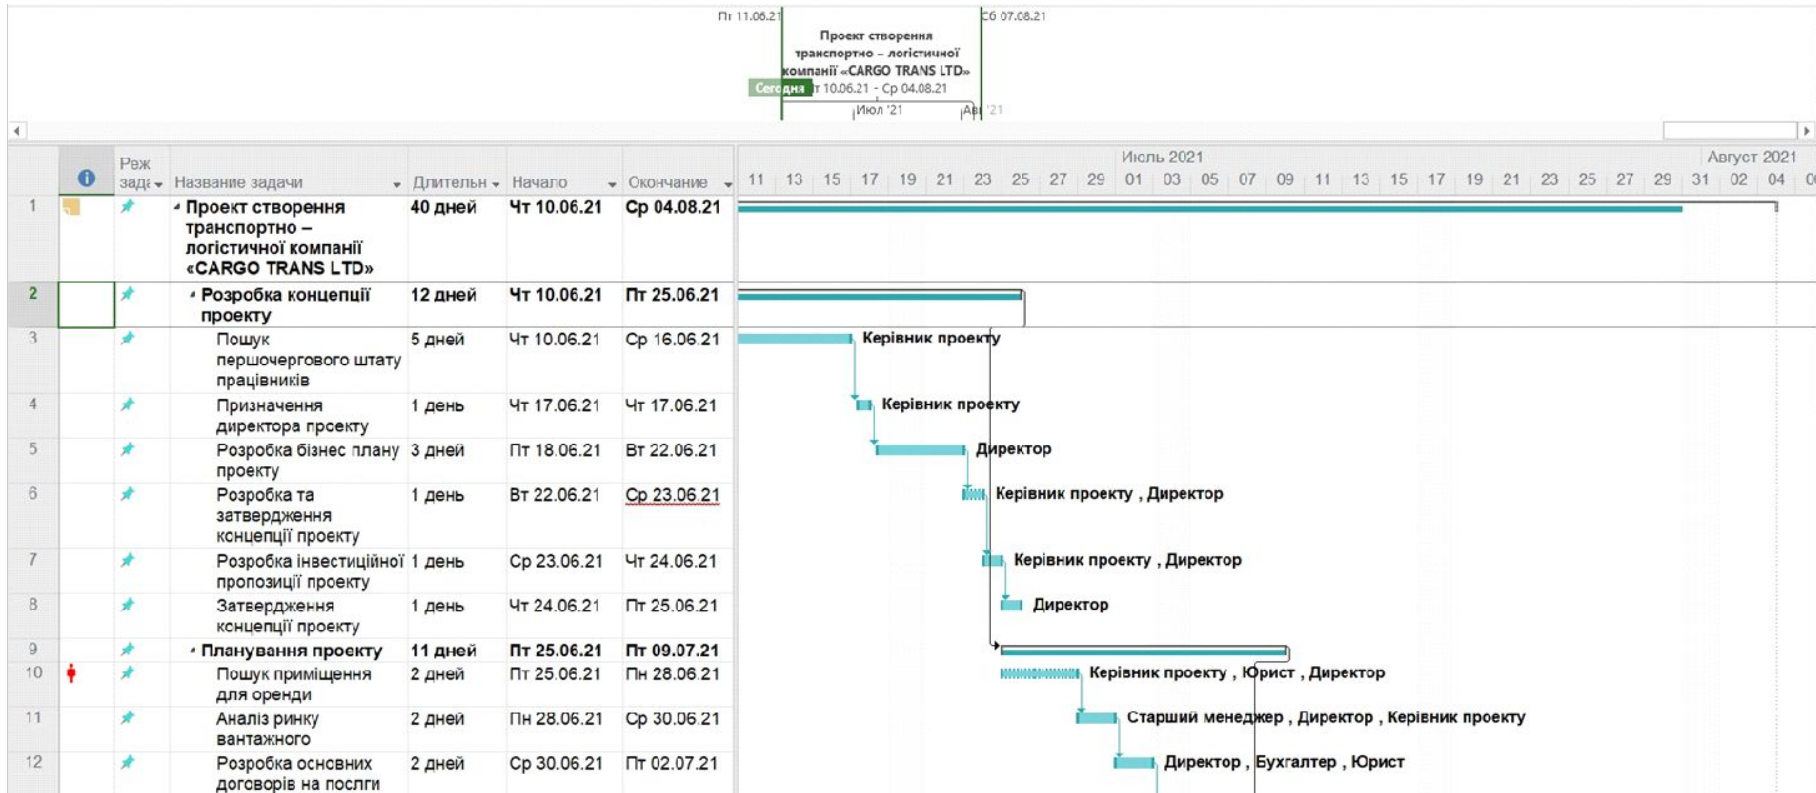 Пт 11.06.21
Сб 07.08.21
Проект створення
транспортно – логістичної
компанії «CARGO TRANS LTD»
Сегодня
т 10.06.21 - Ср 04.08.21
Июл '21
Авг '21
Реж
зада
Название задачи
Длительн
Начало
Окончание
Июль 2021
Август 2021
11 13 15 17 19 21 23 25 27 29 01 03 05 07 09 11 13 15 17 19 21 23 25 27 29 31 02 04
1 Проект створення 40 дней Чт 10.06.21 Ср 04.08.21
транспортно –
логістичної компанії
«CARGO TRANS LTD»
2 Розробка концепції 12 дней Чт 10.06.21 Пт 25.06.21
проекту
3 Пошук 5 дней Чт 10.06.21 Ср 16.06.21 Керівник проекту
першочергового штату
працівників
4 Призначення 1 день Чт 17.06.21 Чт 17.06.21 Керівник проекту
директора проекту
5 Розробка бізнес плану 3 дней Пт 18.06.21 Вт 22.06.21 Директор
проекту
6 Розробка та 1 день Вт 22.06.21 Ср 23.06.21 Керівник проекту , Директор
затвердження
концепції проекту
7 Розробка інвестиційної 1 день Ср 23.06.21 Чт 24.06.21 Керівник проекту , Директор
пропозиції проекту
8 Затвердження 1 день Чт 24.06.21 Пт 25.06.21 Директор
концепції проекту
9 Планування проекту 11 дней Пт 25.06.21 Пт 09.07.21
10 Пошук приміщення 2 дней Пт 25.06.21 Пн 28.06.21 Керівник проекту , Юрист , Директор
для оренди
11 Аналіз ринку 2 дней Пн 28.06.21 Ср 30.06.21 Старший менеджер , Директор , Керівник проекту
вантажного
12 Розробка основних 2 дней Ср 30.06.21 Пт 02.07.21 Директор , Бухгалтер , Юрист
договорів на послги